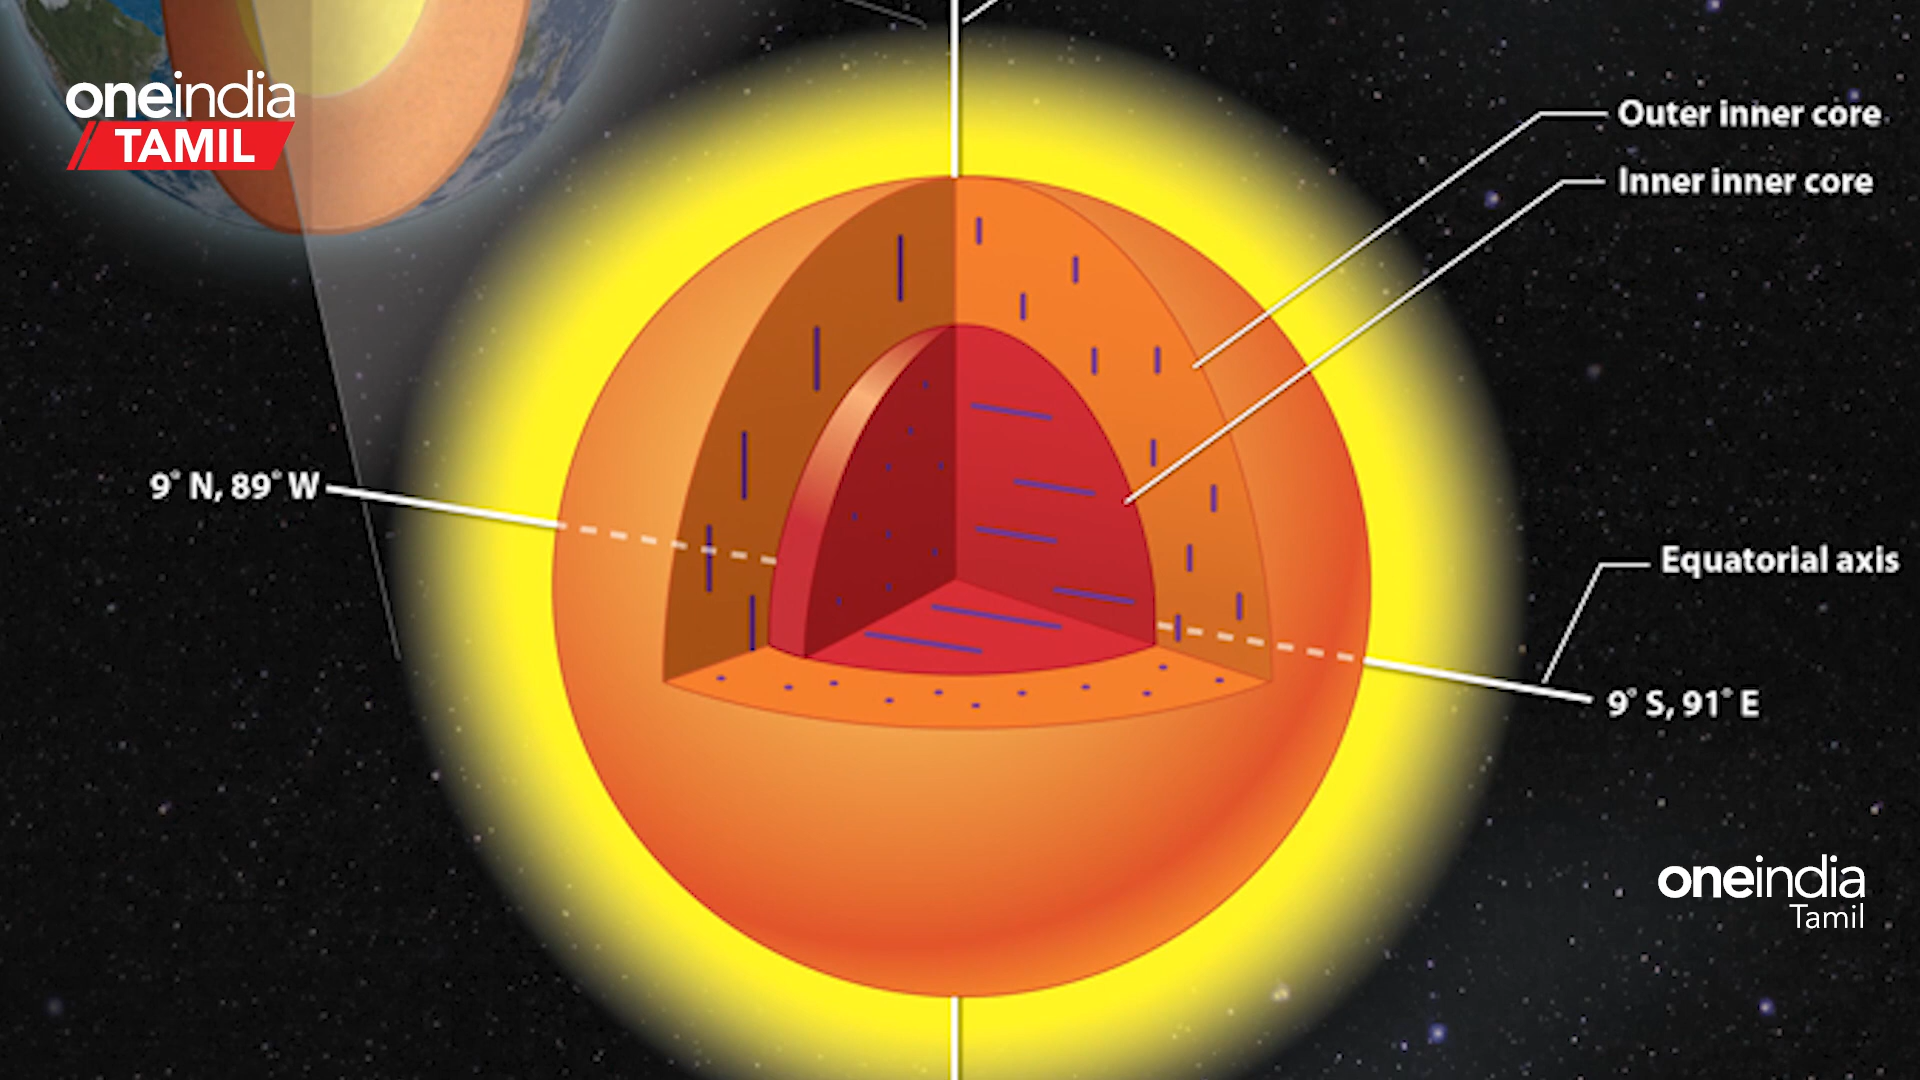 oneindia
TAMIL
Outer inner core
Inner inner core
9° N, 89° W
Equatorial axis
9° S, 91° E
oneindia
Tamil